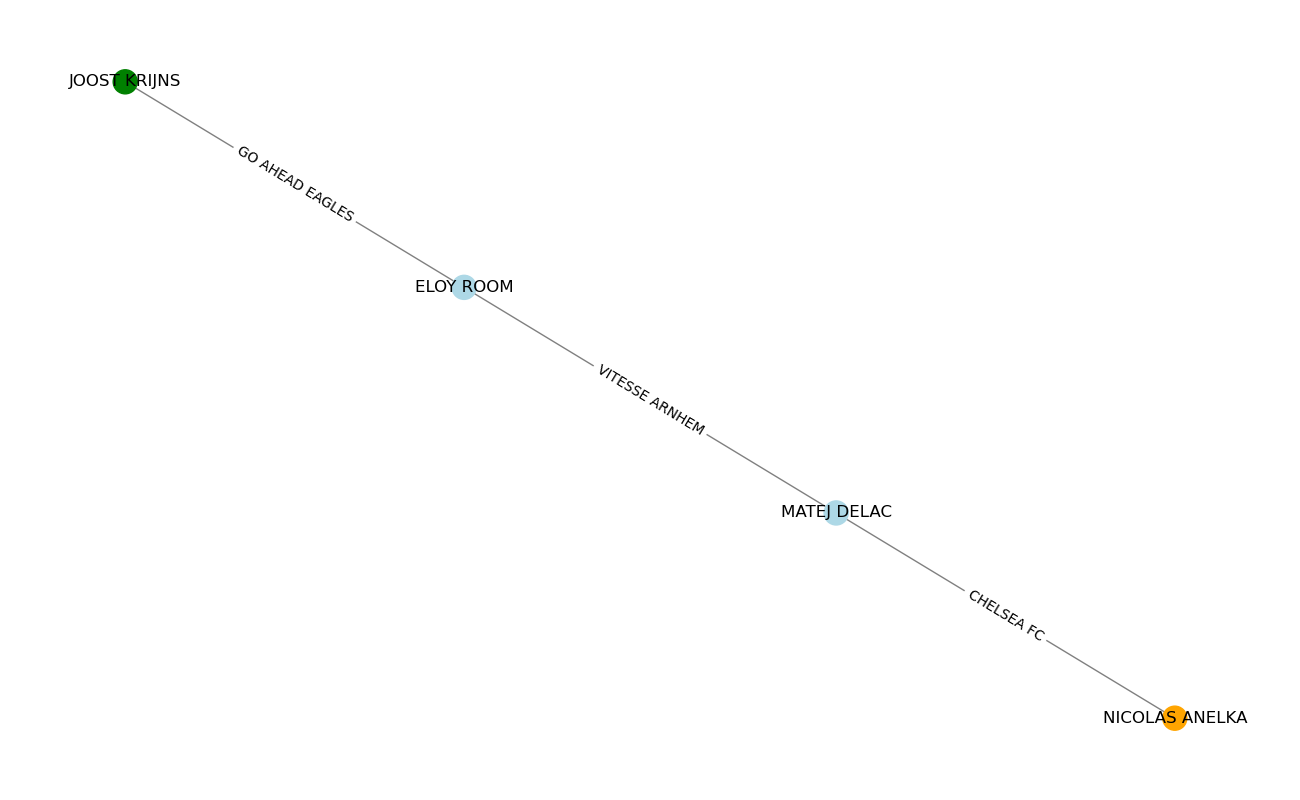 JOOST KRIJNS
GO AHEAD EAGLES
ELOY ROOM
VITESSE ARNHEM
MATEJ DELAC
CHELSEA FC
NICOLAS ANELKA